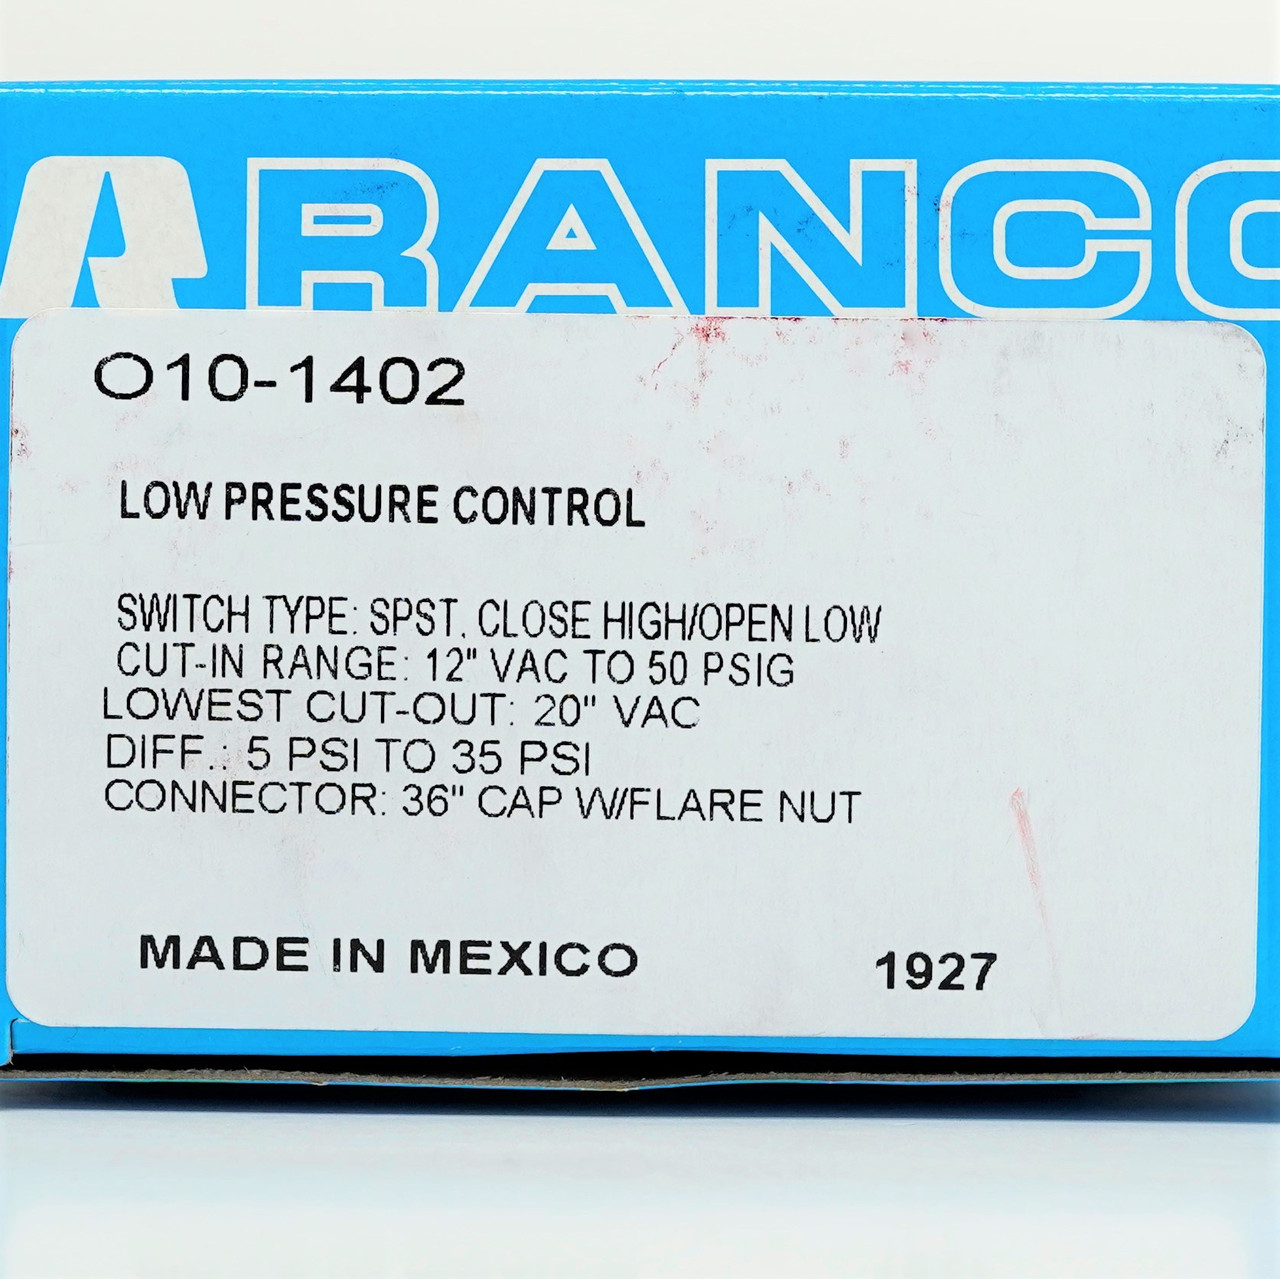 RANCO
O10-1402
LOW PRESSURE CONTROL
SWITCH TYPE: SPST, CLOSE HIGH/OPEN LOW
CUT-IN RANGE: 12" VAC TO 50 PSIG
LOWEST CUT-OUT: 20" VAC
DIFF.: 5 PSI TO 35 PSI
CONNECTOR: 36" CAP W/FLARE NUT
MADE IN MEXICO 1927